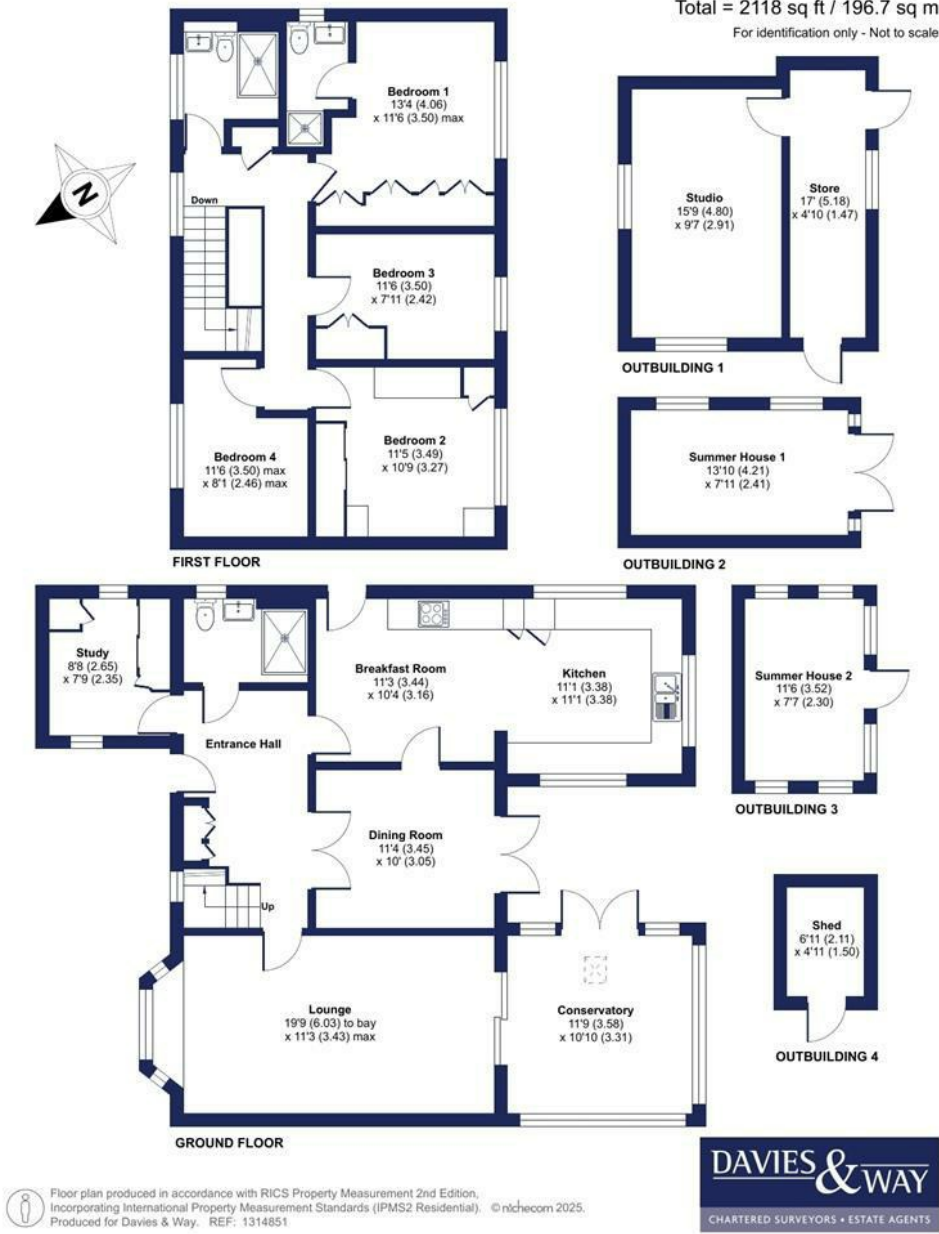 Total = 2118 sq ft / 196.7 sq m
For identification only - Not to scale
Bedroom 1
13'4 (4.06)
x 11'6 (3.50) max
N
Down
Bedroom 3
11'6 (3.50)
x 7'11 (2.42)
Bedroom 4
11'6 (3.50) max
x 8'1 (2.46) max
Bedroom 2
11'5 (3.49)
x 10'9 (3.27)
FIRST FLOOR
Studio
15'9 (4.80)
x 9'7 (2.91)
Store
17' (5.18)
x 4'10 (1.47)
OUTBUILDING 1
Summer House 1
13'10 (4.21)
x 7'11 (2.41)
OUTBUILDING 2
Study
8'8 (2.65)
x 7'9 (2.35)
Entrance Hall
Breakfast Room
11'3 (3.44)
x 10'4 (3.16)
Kitchen
11'1 (3.38)
x 11'1 (3.38)
Dining Room
11'4 (3.45)
x 10' (3.05)
Up
Lounge
19'9 (6.03) to bay
x 11'3 (3.43) max
Conservatory
11'9 (3.58)
x 10'10 (3.31)
GROUND FLOOR
Summer House 2
11'6 (3.52)
x 7'7 (2.30)
OUTBUILDING 3
Shed
6'11 (2.11)
x 4'11 (1.50)
OUTBUILDING 4
Floor plan produced in accordance with RICS Property Measurement 2nd Edition,
Incorporating International Property Measurement Standards (IPMS2 Residential). © nichecom 2025.
Produced for Davies & Way. REF: 1314851
DAVIES & WAY
CHARTERED SURVEYORS • ESTATE AGENTS